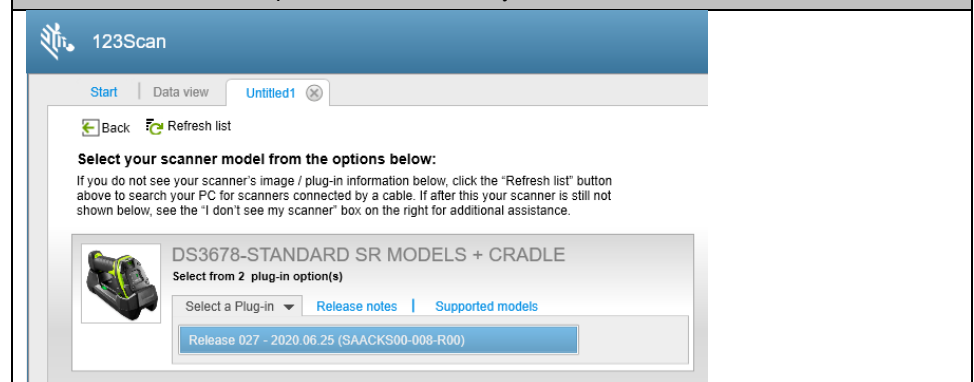 123Scan
Start Data view Untitled1
Back Refresh list
Select your scanner model from the options below:
If you do not see your scanner's image / plug-in information below, click the “Refresh list” button
above to search your PC for scanners connected by a cable. If after this your scanner is still not
shown below, see the “I don't see my scanner” box on the right for additional assistance.
DS3678-STANDARD SR MODELS + CRADLE
Select from 2 plug-in option(s)
Select a Plug-in Release notes Supported models
Release 027 - 2020.06.25 (SAACKS00-008-R00)